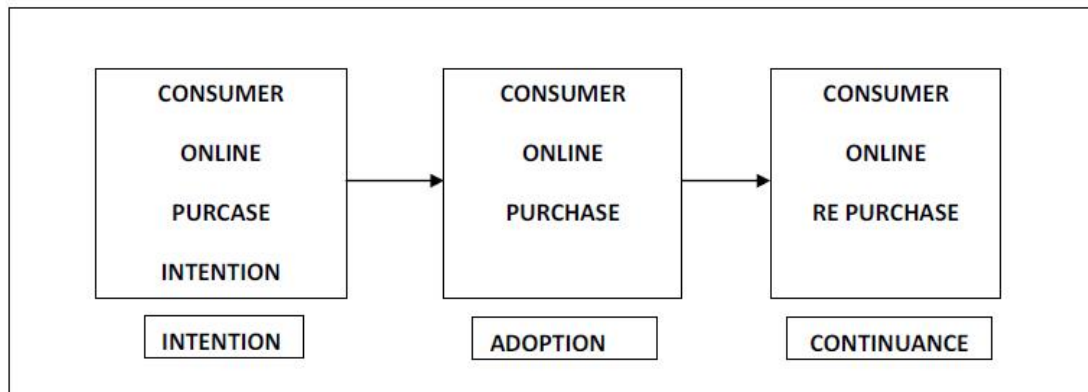 CONSUMER
ONLINE
PURCASE
INTENTION
CONSUMER
ONLINE
PURCHASE
CONSUMER
ONLINE
RE PURCHASE
INTENTION
ADOPTION
CONTINUANCE